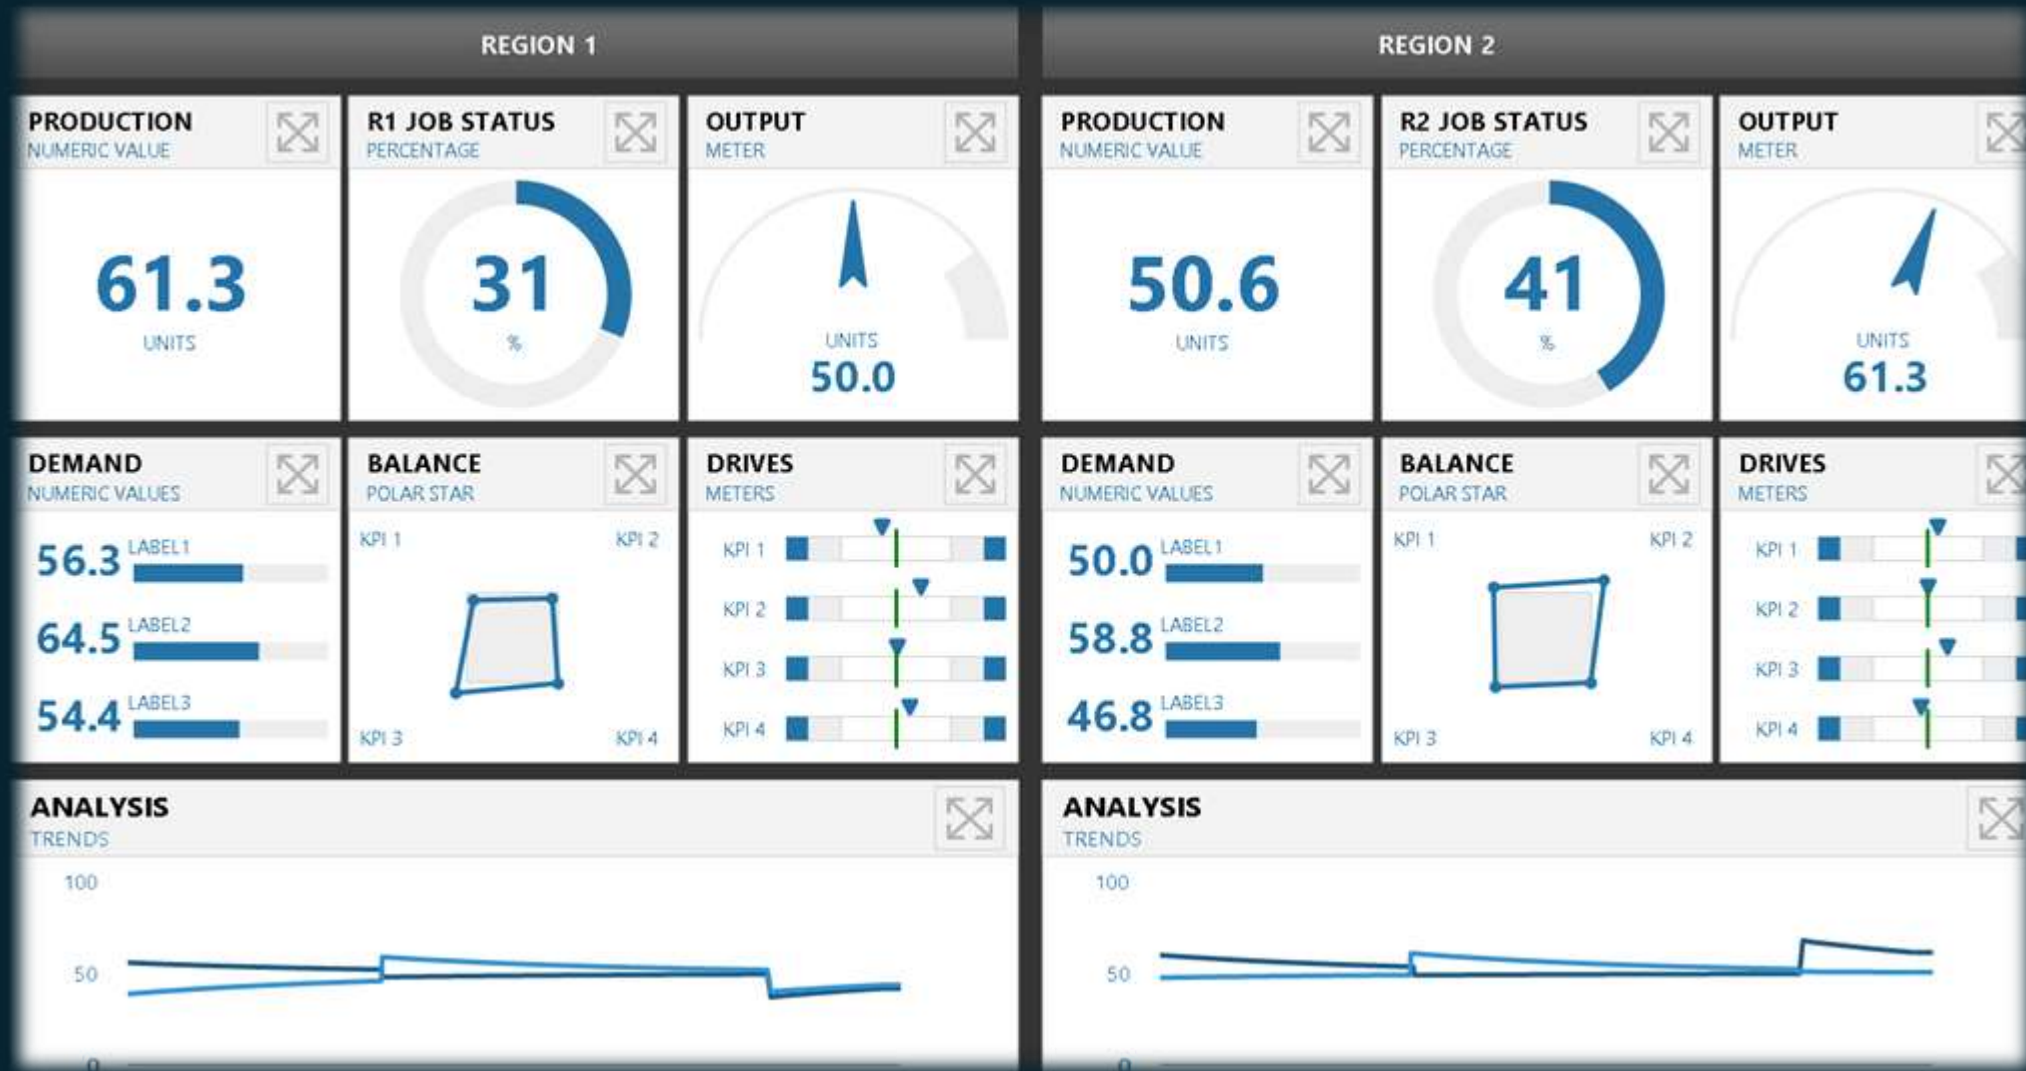 REGION 1
PRODUCTION
NUMERIC VALUE
61.3
UNITS
R1 JOB STATUS
PERCENTAGE
31
%
OUTPUT
METER
UNITS
50.0
DEMAND
NUMERIC VALUES
56.3 LABEL1
64.5 LABEL2
54.4 LABEL3
BALANCE
POLAR STAR
KPI 1 KPI 2
KPI 3 KPI 4
DRIVES
METERS
KPI 1
KPI 2
KPI 3
KPI 4
ANALYSIS
TRENDS
100
50
0
REGION 2
PRODUCTION
NUMERIC VALUE
50.6
UNITS
R2 JOB STATUS
PERCENTAGE
41
%
OUTPUT
METER
UNITS
61.3
DEMAND
NUMERIC VALUES
50.0 LABEL1
58.8 LABEL2
46.8 LABEL3
BALANCE
POLAR STAR
KPI 1 KPI 2
KPI 3 KPI 4
DRIVES
METERS
KPI 1
KPI 2
KPI 3
KPI 4
ANALYSIS
TRENDS
100
50
0